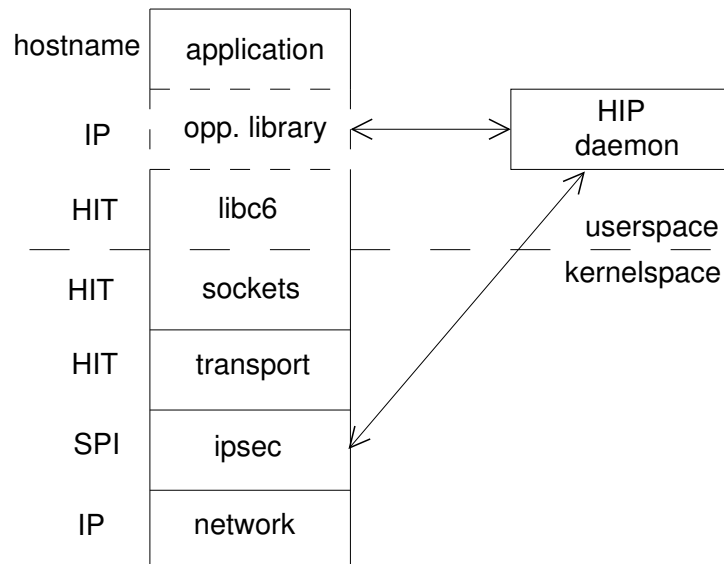 hostname
application
IP
opp. library
HIP
daemon
HIT
libc6
userspace
kernelspace
HIT
sockets
HIT
transport
SPI
ipsec
IP
network